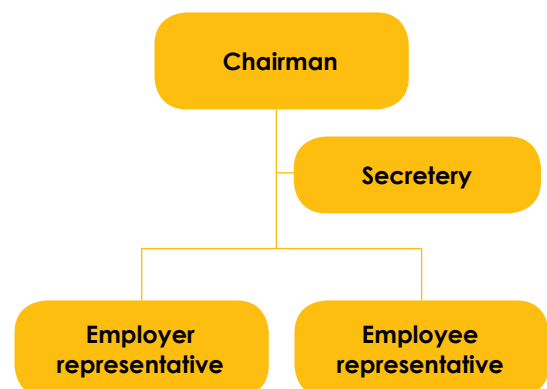 Chairman
Secretery
Employer
representative
Employee
representative